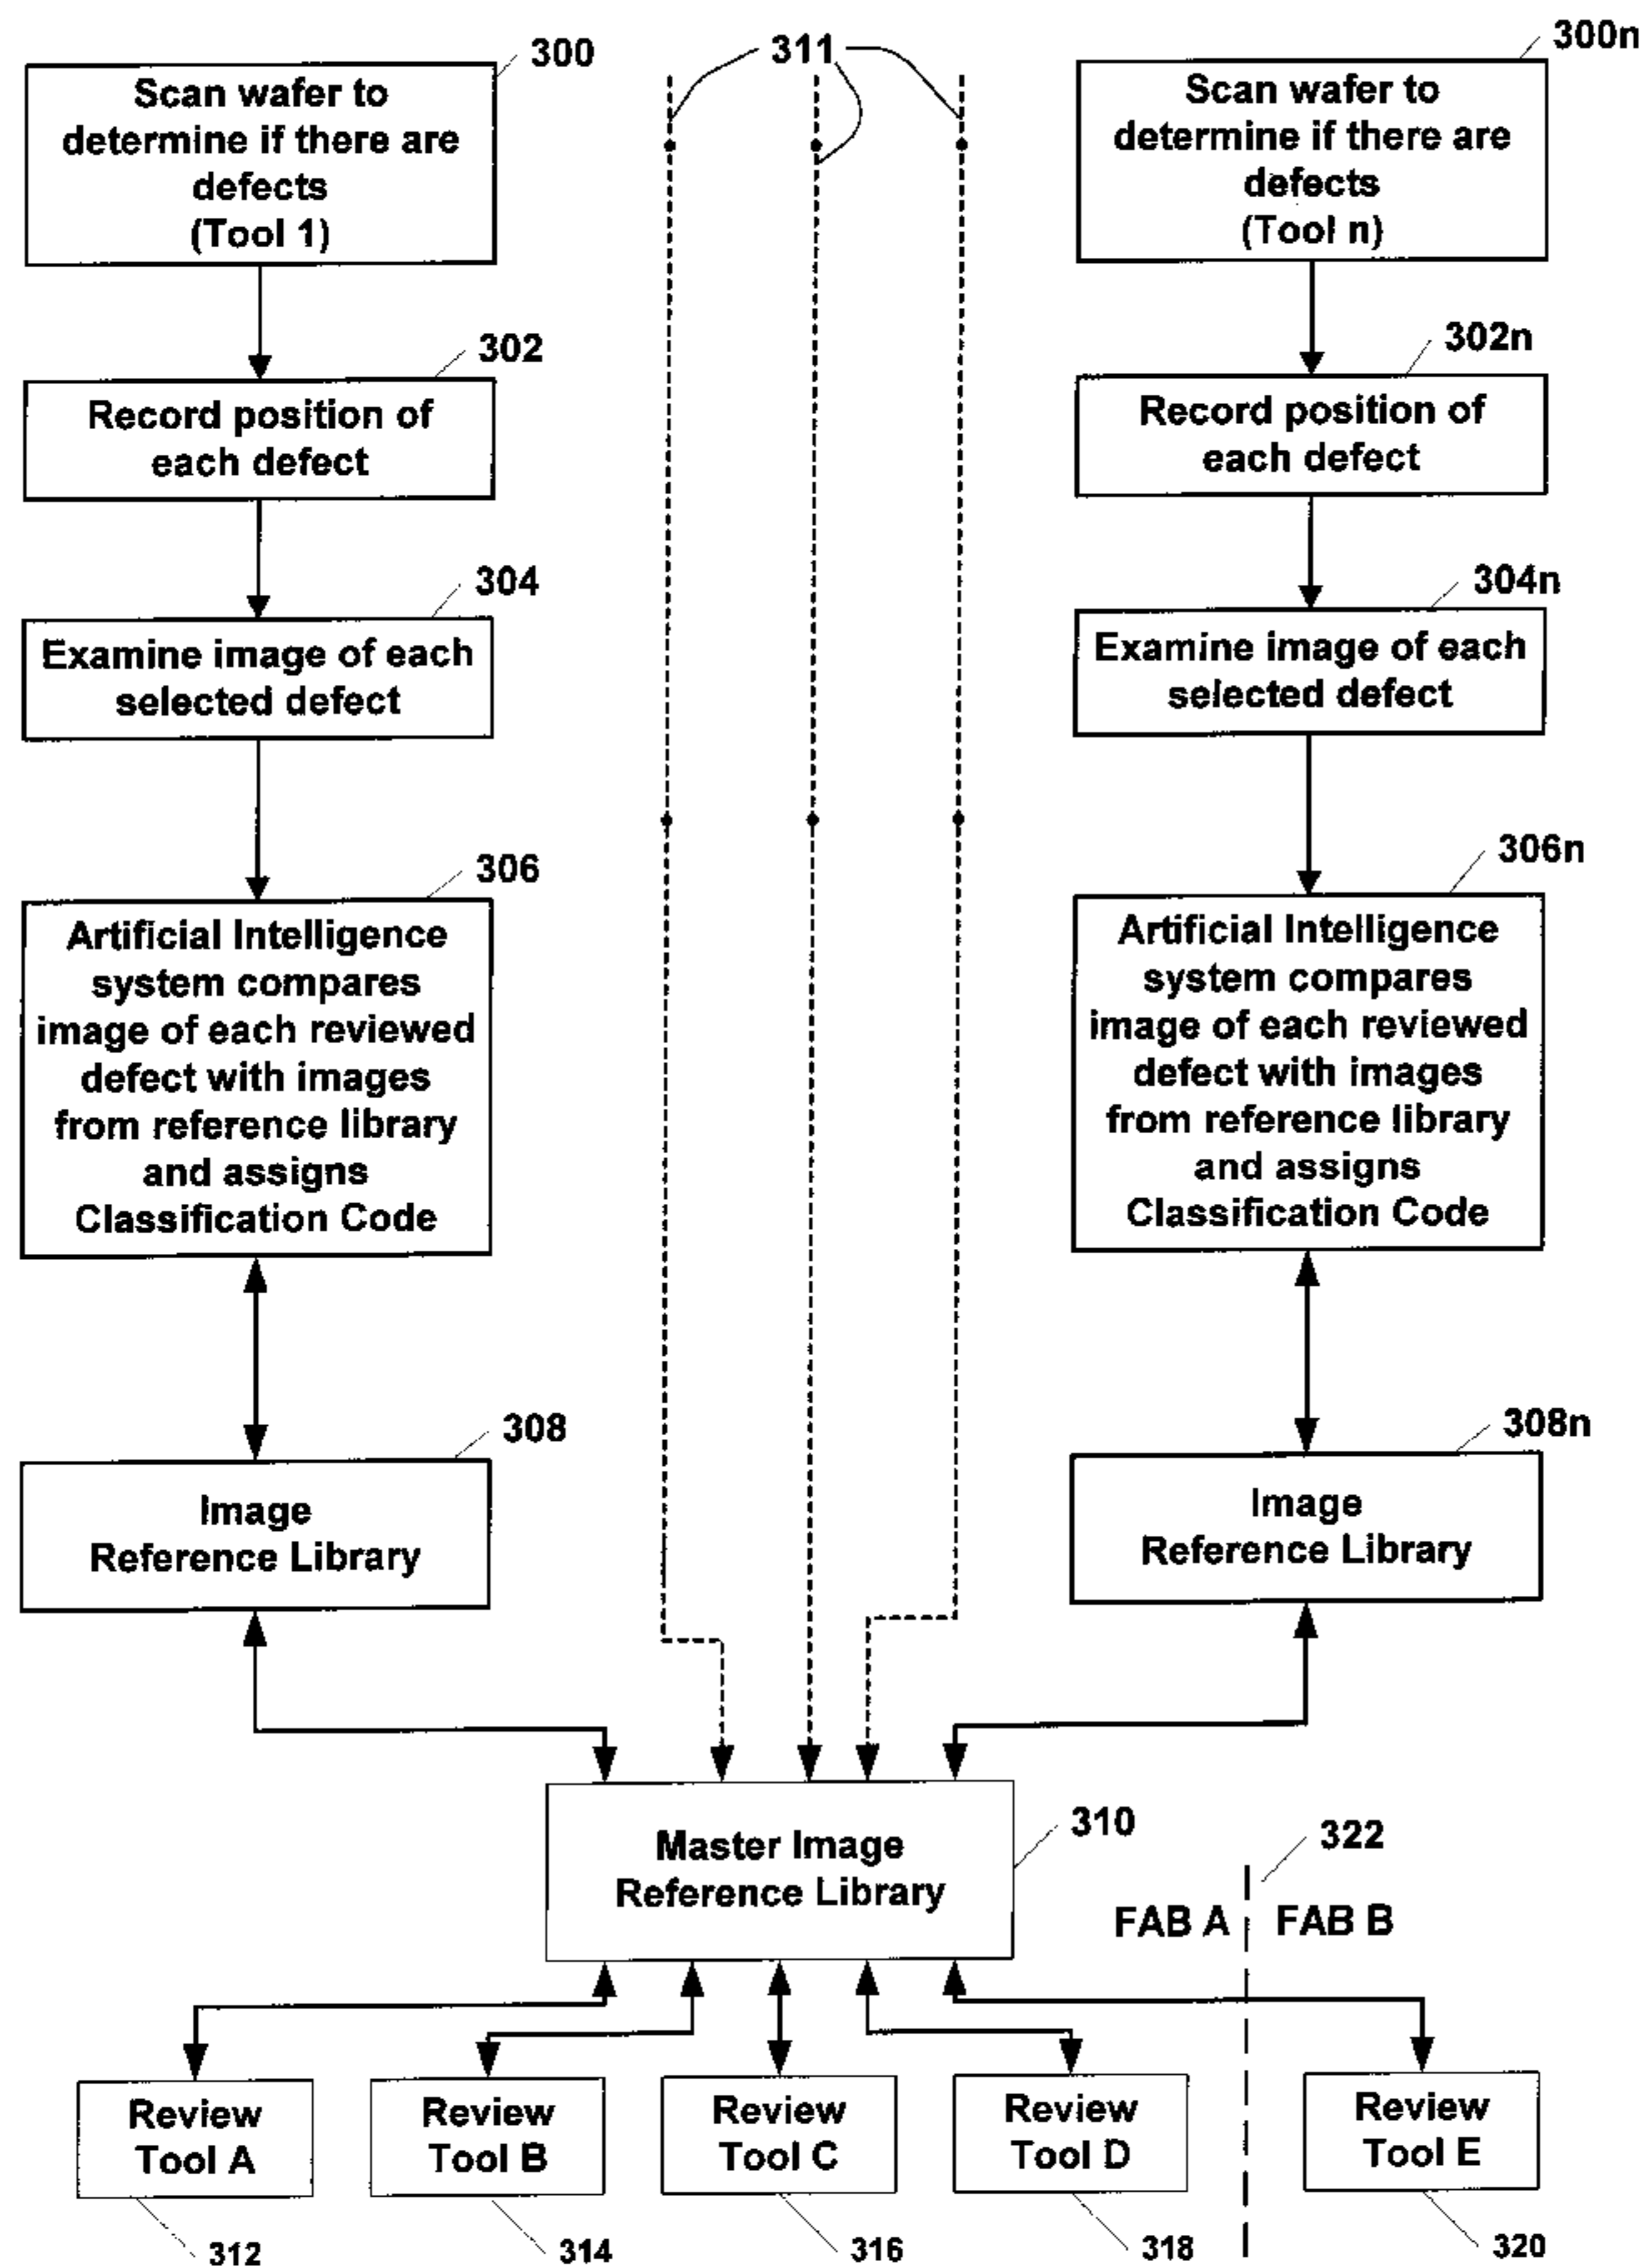 300
Scan wafer to
determine if there are
defects
(Tool 1)
302
Record position of
each defect
304
Examine image of each
selected defect
306
Artificial Intelligence
system compares
image of each reviewed
defect with images
from reference library
and assigns
Classification Code
308
Image
Reference Library
311
300n
Scan wafer to
determine if there are
defects
(Tool n)
302n
Record position of
each defect
304n
Examine image of each
selected defect
306n
Artificial Intelligence
system compares
image of each reviewed
defect with images
from reference library
and assigns
Classification Code
308n
Image
Reference Library
310
Master Image
Reference Library
322
FAB A
FAB B
Review
Tool A
312
Review
Tool B
314
Review
Tool C
316
Review
Tool D
318
Review
Tool E
320